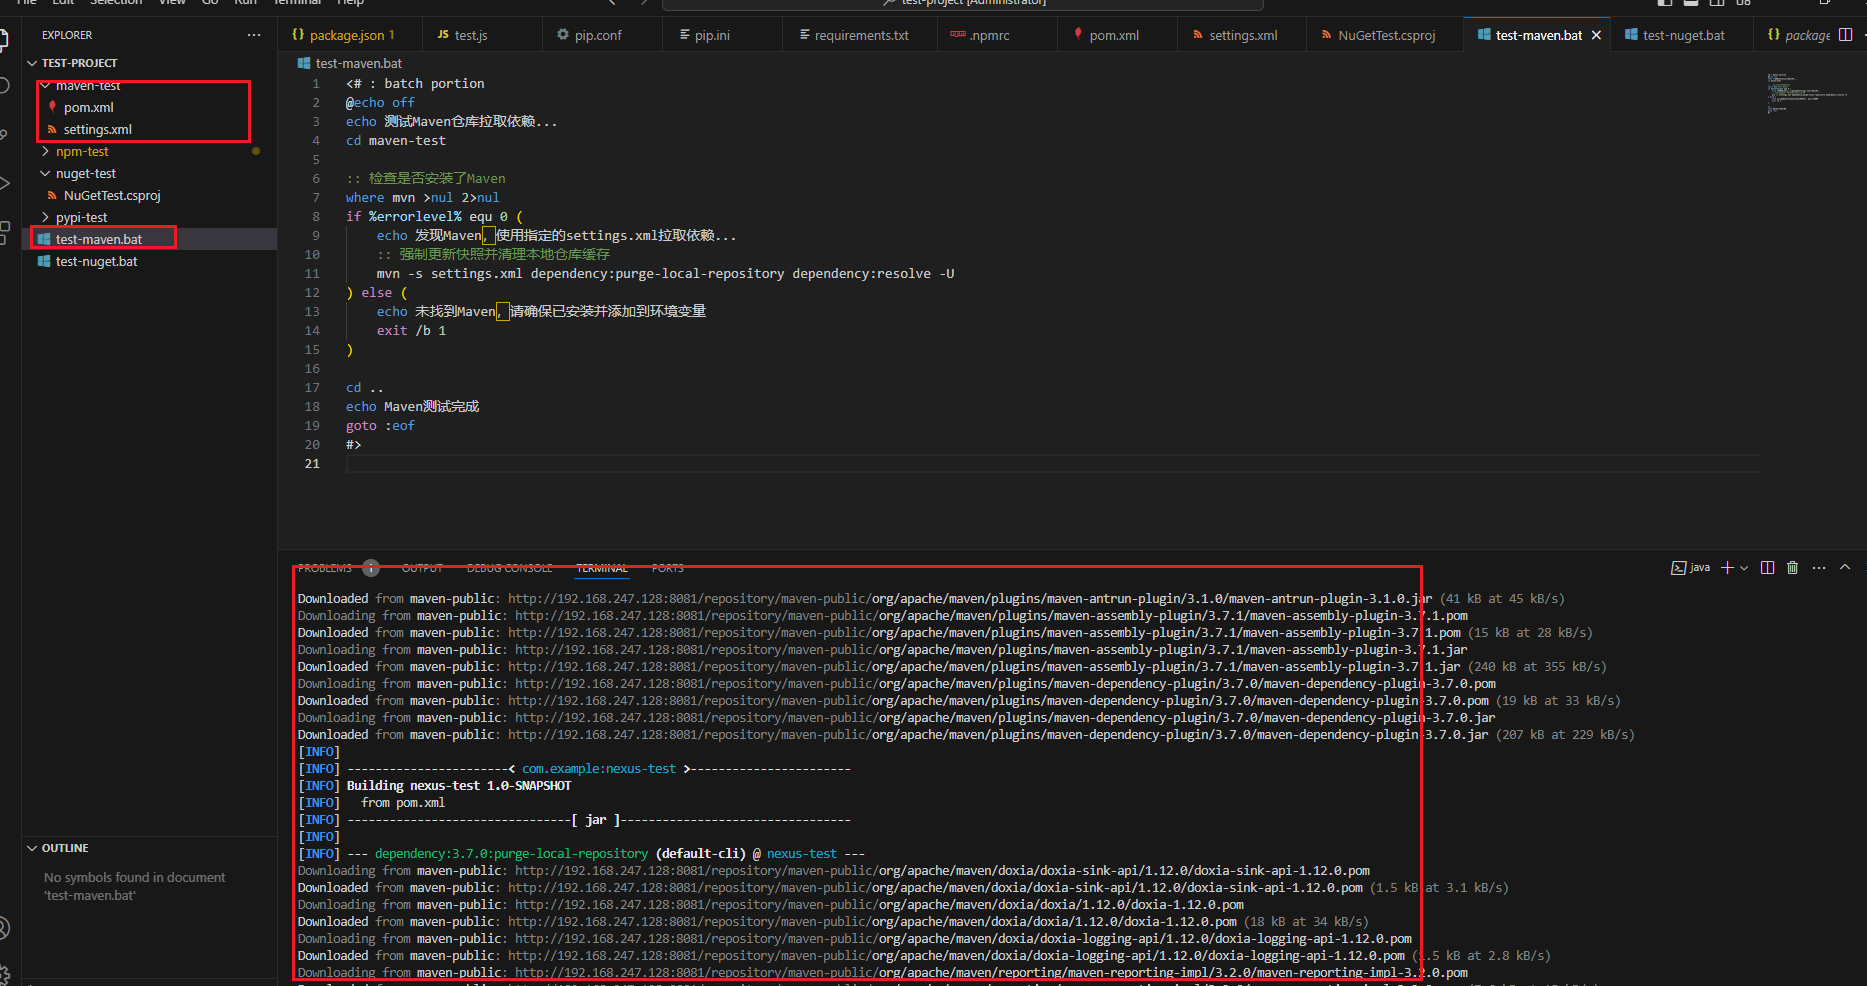 File Edit Selection View Go Run Terminal Help
test-project [Administrator]
EXPLORER
TEST-PROJECT
maven-test
pom.xml
settings.xml
npm-test
nuget-test
NuGetTest.csproj
pypi-test
test-maven.bat
test-nuget.bat
package.json 1
JS test.js
pip.conf
pip.ini
requirements.txt
.npmrc
pom.xml
settings.xml
NuGetTest.csproj
test-maven.bat
test-nuget.bat
package
test-maven.bat
1 <# : batch portion
2 @echo off
3 echo 测试Maven仓库拉取依赖...
4 cd maven-test
5
6 :: 检查是否安装了Maven
7 where mvn >nul 2>nul
8 if %errorlevel% equ 0 (
9 echo 发现Maven，使用指定的settings.xml拉取依赖...
10 :: 强制更新快照并清理本地仓库缓存
11 mvn -s settings.xml dependency:purge-local-repository dependency:resolve -U
12 ) else (
13 echo 未找到Maven，请确保已安装并添加到环境变量
14 exit /b 1
15 )
16
17 cd ..
18 echo Maven测试完成
19 goto :eof
20 #>
21
PROBLEMS 1 OUTPUT DEBUG CONSOLE TERMINAL PORTS
java
Downloaded from maven-public: http://192.168.247.128:8081/repository/maven-public/org/apache/maven/plugins/maven-antrun-plugin/3.1.0/maven-antrun-plugin-3.1.0.jar (41 kB at 45 kB/s)
Downloading from maven-public: http://192.168.247.128:8081/repository/maven-public/org/apache/maven/plugins/maven-assembly-plugin/3.7.1/maven-assembly-plugin-3.7.1.pom
Downloaded from maven-public: http://192.168.247.128:8081/repository/maven-public/org/apache/maven/plugins/maven-assembly-plugin/3.7.1/maven-assembly-plugin-3.7.1.pom (15 kB at 28 kB/s)
Downloading from maven-public: http://192.168.247.128:8081/repository/maven-public/org/apache/maven/plugins/maven-assembly-plugin/3.7.1/maven-assembly-plugin-3.7.1.jar
Downloaded from maven-public: http://192.168.247.128:8081/repository/maven-public/org/apache/maven/plugins/maven-assembly-plugin/3.7.1/maven-assembly-plugin-3.7.1.jar (240 kB at 355 kB/s)
Downloading from maven-public: http://192.168.247.128:8081/repository/maven-public/org/apache/maven/plugins/maven-dependency-plugin/3.7.0/maven-dependency-plugin-3.7.0.pom
Downloaded from maven-public: http://192.168.247.128:8081/repository/maven-public/org/apache/maven/plugins/maven-dependency-plugin/3.7.0/maven-dependency-plugin-3.7.0.pom (19 kB at 33 kB/s)
Downloading from maven-public: http://192.168.247.128:8081/repository/maven-public/org/apache/maven/plugins/maven-dependency-plugin/3.7.0/maven-dependency-plugin-3.7.0.jar
Downloaded from maven-public: http://192.168.247.128:8081/repository/maven-public/org/apache/maven/plugins/maven-dependency-plugin/3.7.0/maven-dependency-plugin-3.7.0.jar (207 kB at 229 kB/s)
[INFO]
[INFO] -----------------------< com.example:nexus-test >-----------------------
[INFO] Building nexus-test 1.0-SNAPSHOT
[INFO] from pom.xml
[INFO] --------------------------------[ jar ]---------------------------------
[INFO]
[INFO] --- dependency:3.7.0:purge-local-repository (default-cli) @ nexus-test ---
Downloading from maven-public: http://192.168.247.128:8081/repository/maven-public/org/apache/maven/doxia/doxia-sink-api/1.12.0/doxia-sink-api-1.12.0.pom
Downloaded from maven-public: http://192.168.247.128:8081/repository/maven-public/org/apache/maven/doxia/doxia-sink-api/1.12.0/doxia-sink-api-1.12.0.pom (1.5 kB at 3.1 kB/s)
Downloading from maven-public: http://192.168.247.128:8081/repository/maven-public/org/apache/maven/doxia/doxia/1.12.0/doxia-1.12.0.pom
Downloaded from maven-public: http://192.168.247.128:8081/repository/maven-public/org/apache/maven/doxia/doxia/1.12.0/doxia-1.12.0.pom (18 kB at 34 kB/s)
Downloading from maven-public: http://192.168.247.128:8081/repository/maven-public/org/apache/maven/doxia/doxia-logging-api/1.12.0/doxia-logging-api-1.12.0.pom
Downloaded from maven-public: http://192.168.247.128:8081/repository/maven-public/org/apache/maven/doxia/doxia-logging-api/1.12.0/doxia-logging-api-1.12.0.pom (1.5 kB at 2.8 kB/s)
Downloading from maven-public: http://192.168.247.128:8081/repository/maven-public/org/apache/maven/reporting/maven-reporting-impl/3.2.0/maven-reporting-impl-3.2.0.pom
OUTLINE
No symbols found in document
'test-maven.bat'